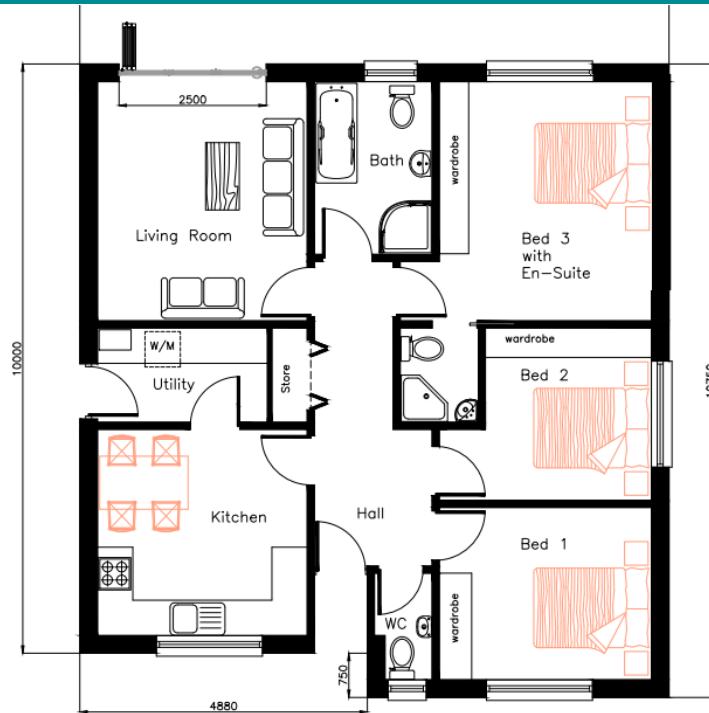 2500
Bath
wardrobe
Living Room
Bed 3
with
En-Suite
10000
W/M
Utility
Store
wardrobe
Bed 2
Kitchen
Hall
Bed 1
WC
wardrobe
750
4880